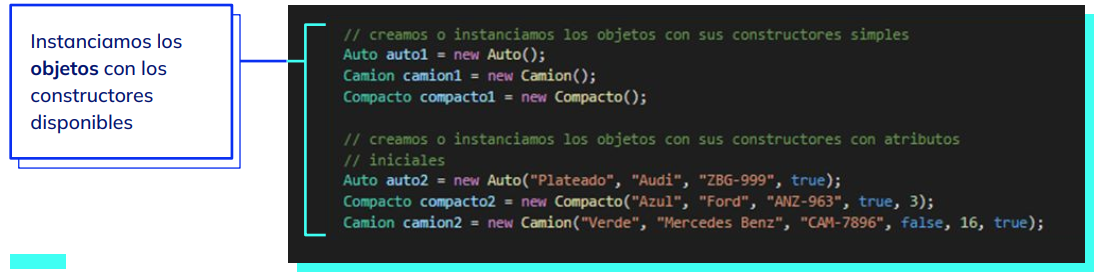 Instanciamos los
objetos con los
constructores
disponibles
// creamos o instanciamos los objetos con sus constructores simples
Auto auto1 = new Auto();
Camion camion1 = new Camion();
Compacto compacto1 = new Compacto();
// creamos o instanciamos los objetos con sus constructores con atributos
// iniciales
Auto auto2 = new Auto("Plateado", "Audi", "ZBG-999", true);
Compacto compacto2 = new Compacto("Azul", "Ford", "ANZ-963", true, 3);
Camion camion2 = new Camion("Verde", "Mercedes Benz", "CAM-7896", false, 16, true);